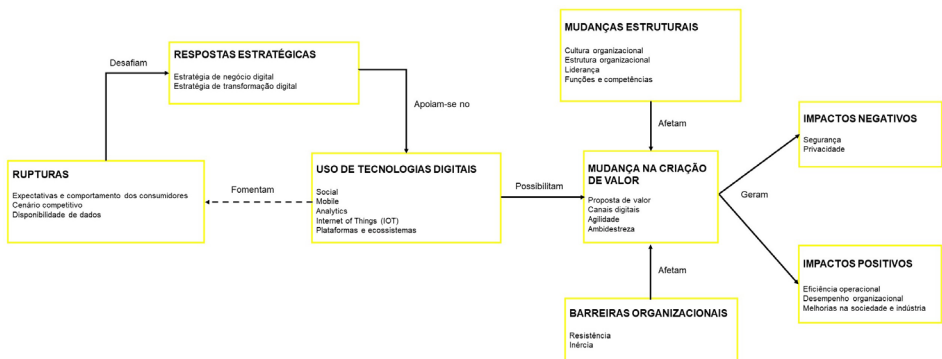 MUDANÇAS ESTRUTURAIS
Cultura organizacional
Estrutura organizacional
Liderança
Funções e competências
RESPOSTAS ESTRATÉGICAS
Estratégia de negócio digital
Estratégia de transformação digital
Desafiam
Apoiam-se no
Afetam
IMPACTOS NEGATIVOS
Segurança
Privacidade
RUPTURAS
Expectativas e comportamento dos consumidores
Cenário competitivo
Disponibilidade de dados
Fomentam
USO DE TECNOLOGIAS DIGITAIS
Social
Mobile
Analytics
Internet of Things (IOT)
Plataformas e ecossistemas
Possibilitam
MUDANÇA NA CRIAÇÃO
DE VALOR
Proposta de valor
Canais digitais
Agilidade
Ambidestreza
Geram
IMPACTOS POSITIVOS
Eficiência operacional
Desempenho organizacional
Melhorias na sociedade e indústria
Afetam
BARREIRAS ORGANIZACIONAIS
Resistência
Inércia